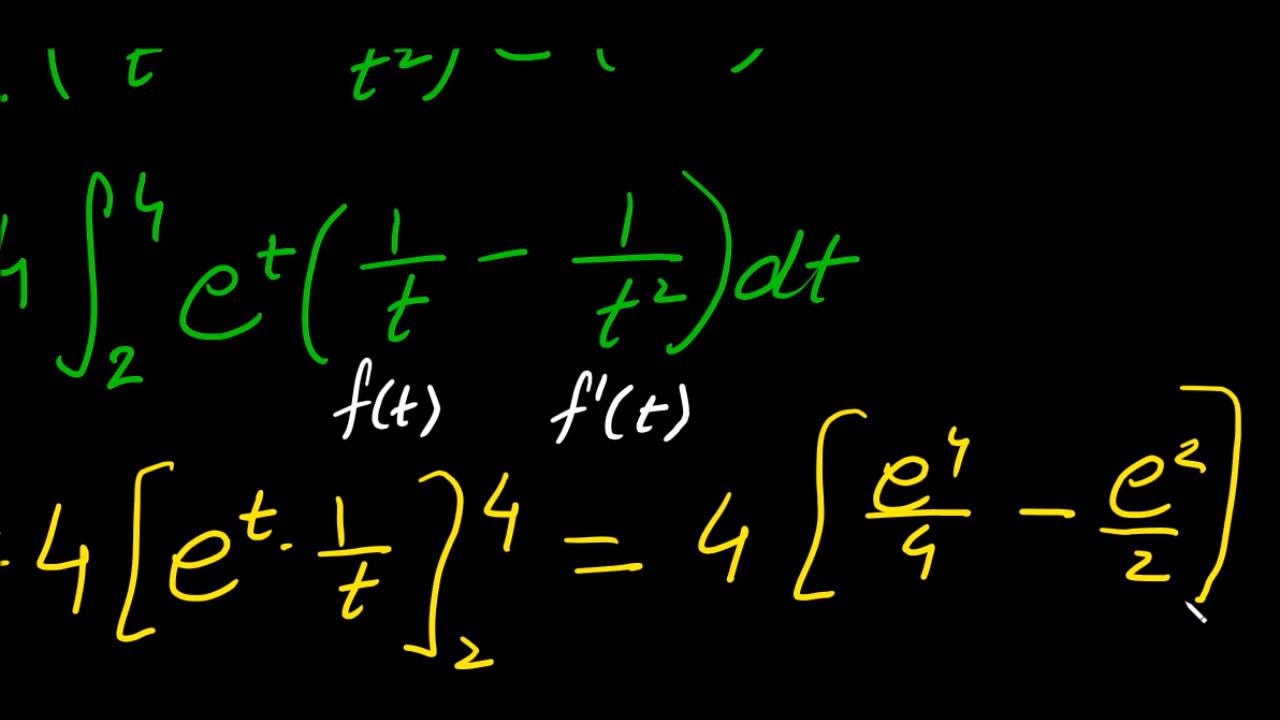 4 ∫₂⁴ eᵗ (1/t − 1/t²) dt
f(t) f'(t)
4 [eᵗ · 1/t]₂⁴ = 4 [e⁴/4 − e²/2]